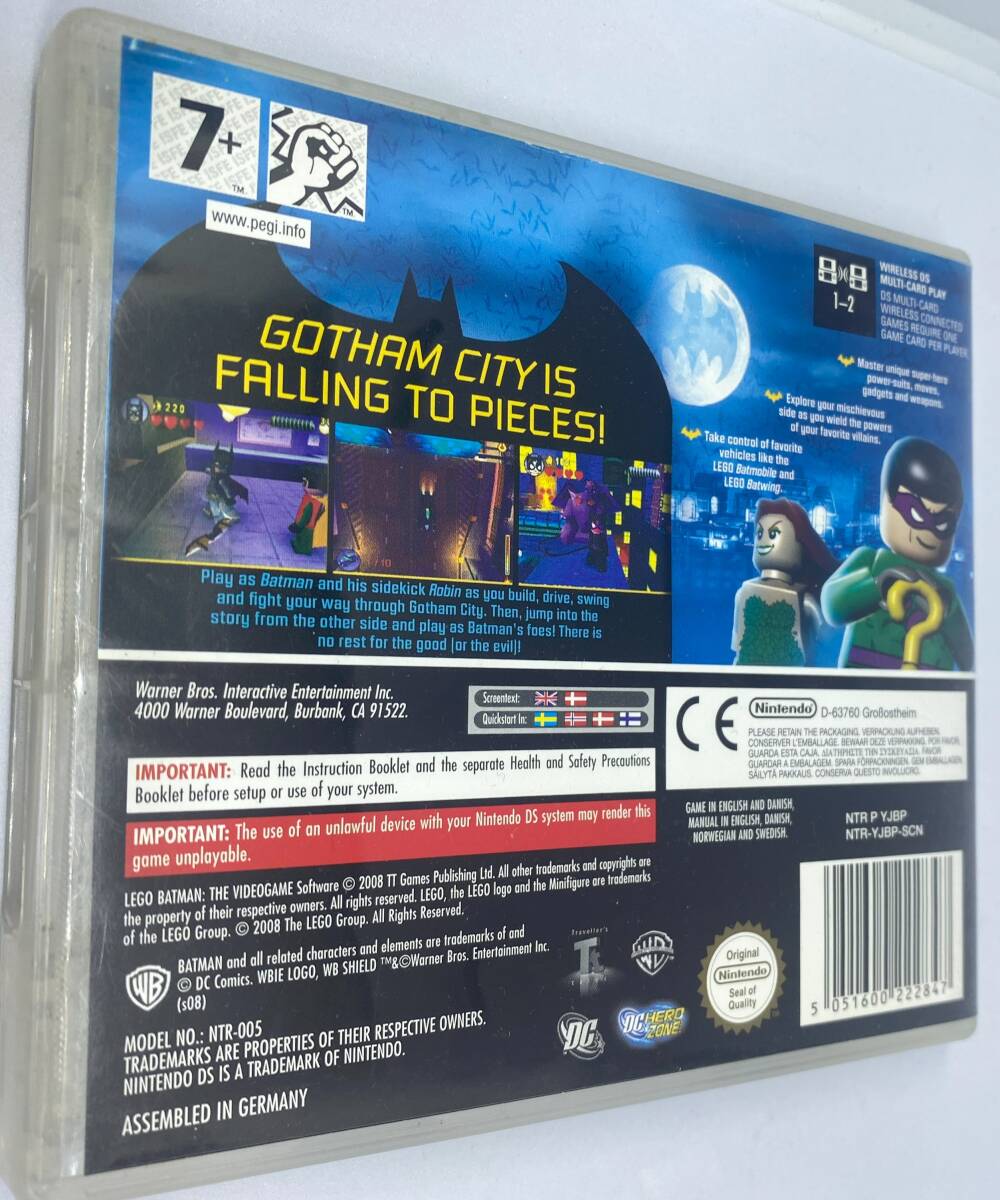 7+
TM
TM
www.pegi.info
1-2
WIRELESS DS
MULTI-CARD PLAY
DS MULTI-CARD
WIRELESS CONNECTED
GAMES REQUIRE ONE
GAME CARD PER PLAYER
GOTHAM CITY IS
FALLING TO PIECES!
Master unique super-hero
power-suits, moves,
gadgets and weapons.
Explore your mischievous
side as you wield the powers
of your favorite villains.
Take control of favorite
vehicles like the
LEGO Batmobile and
LEGO Batwing.
220
Play as Batman and his sidekick Robin as you build, drive, swing
and fight your way through Gotham City. Then, jump into the
story from the other side and play as Batman's foes! There is
no rest for the good (or the evil)!
Warner Bros. Interactive Entertainment Inc.
4000 Warner Boulevard, Burbank, CA 91522.
Screentext:
Quickstart In:
Nintendo D-63760 Großostheim
PLEASE RETAIN THE PACKAGING. VERPACKUNG AUFHEBEN.
CONSERVER L'EMBALLAGE. BEWAAR DEZE VERPAKKING. POR FAVOR,
GUARDA ESTA CAJA. ΔΙΑΤΗΡΗΣΤΕ ΤΗΝ ΣΥΣΚΕΥΑΣΙΑ. FAVOR
GUARDAR A EMBALAGEM. SPARA FÖRPACKNINGEN. GEM EMBALLAGEN.
SÄILYTÄ PAKKAUS. CONSERVA QUESTO INVOLUCRO.
IMPORTANT: Read the Instruction Booklet and the separate Health and Safety Precautions
Booklet before setup or use of your system.
IMPORTANT: The use of an unlawful device with your Nintendo DS system may render this
game unplayable.
GAME IN ENGLISH AND DANISH,
MANUAL IN ENGLISH, DANISH,
NORWEGIAN AND SWEDISH.
NTR P YJBP
NTR-YJBP-SCN
LEGO BATMAN: THE VIDEOGAME Software © 2008 TT Games Publishing Ltd. All other trademarks and copyrights are
the property of their respective owners. All rights reserved. LEGO, the LEGO logo and the Minifigure are trademarks
of the LEGO Group. © 2008 The LEGO Group. All Rights Reserved.
WB
BATMAN and all related characters and elements are trademarks of and
© DC Comics. WBIE LOGO, WB SHIELD ™&©Warner Bros. Entertainment Inc.
(s08)
Traveller's
Tt
WB
Original
Nintendo
Seal of
Quality
5 051600 222847
MODEL NO.: NTR-005
TRADEMARKS ARE PROPERTIES OF THEIR RESPECTIVE OWNERS.
NINTENDO DS IS A TRADEMARK OF NINTENDO.
DC
DC HERO
ZONE
ASSEMBLED IN GERMANY